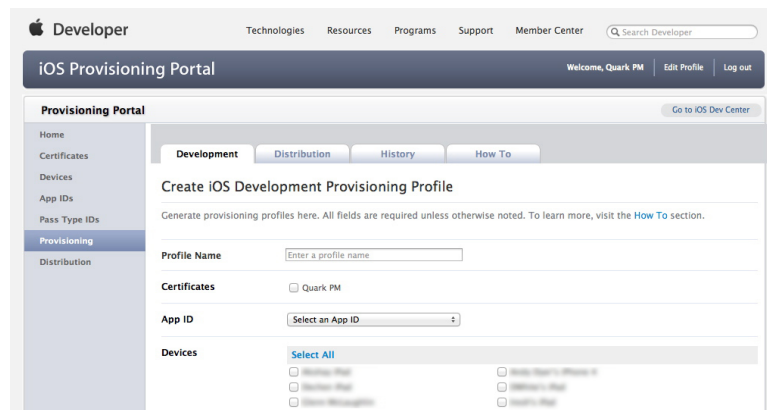 Developer
Technologies Resources Programs Support Member Center Search Developer
iOS Provisioning Portal
Welcome, Quark PM Edit Profile Log out
Provisioning Portal
Go to iOS Dev Center
Home
Certificates
Devices
App IDs
Pass Type IDs
Provisioning
Distribution
Development Distribution History How To
Create iOS Development Provisioning Profile
Generate provisioning profiles here. All fields are required unless otherwise noted. To learn more, visit the How To section.
Profile Name Enter a profile name
Certificates Quark PM
App ID Select an App ID
Devices Select All